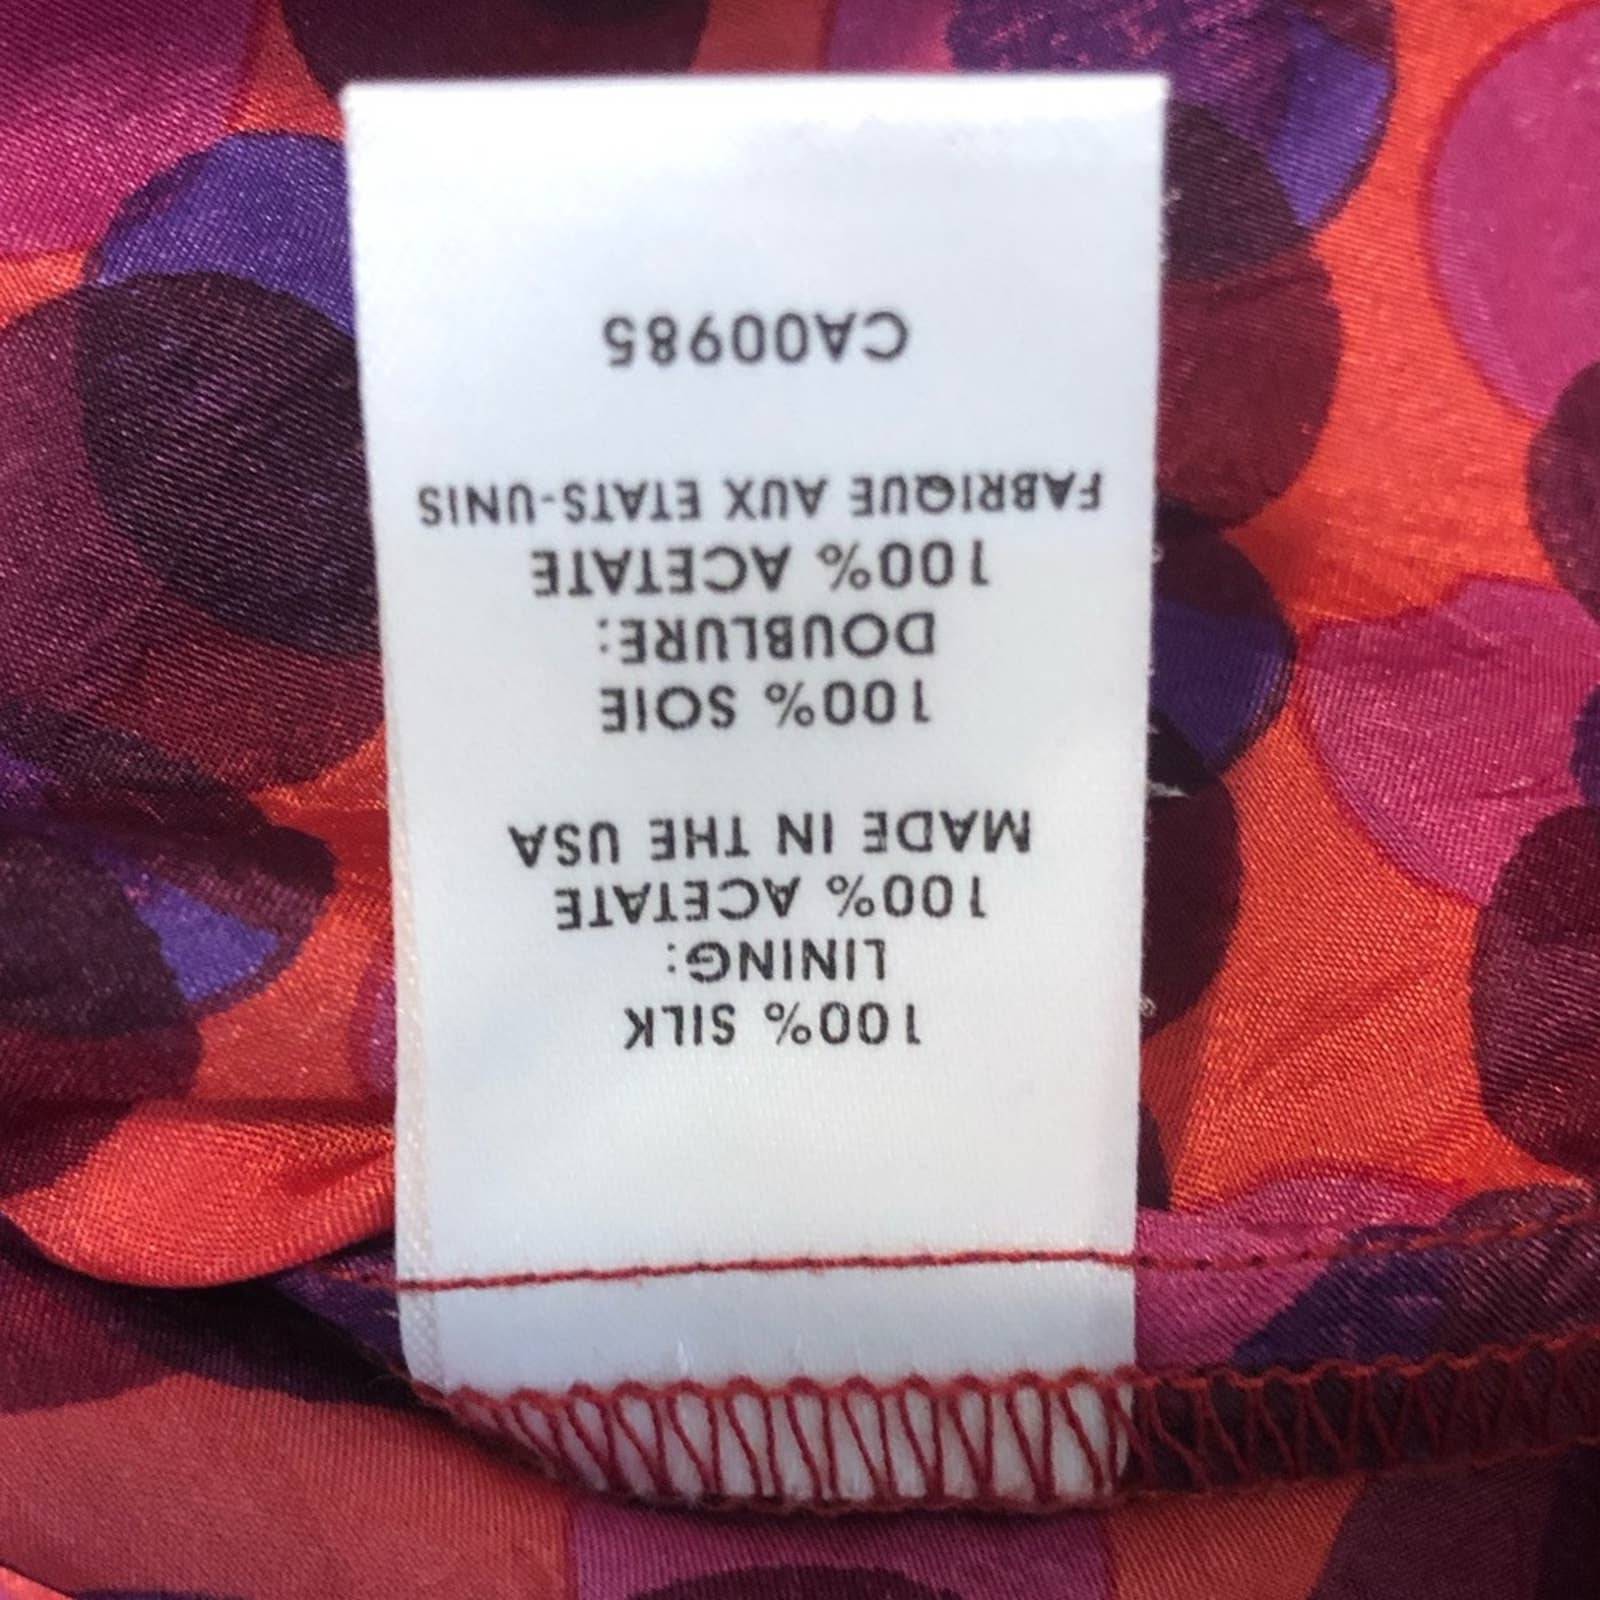 100% SILK
LINING:
100% ACETATE
MADE IN THE USA
100% SOIE
DOUBLURE:
100% ACETATE
FABRIQUE AUX ETATS-UNIS
CA00985